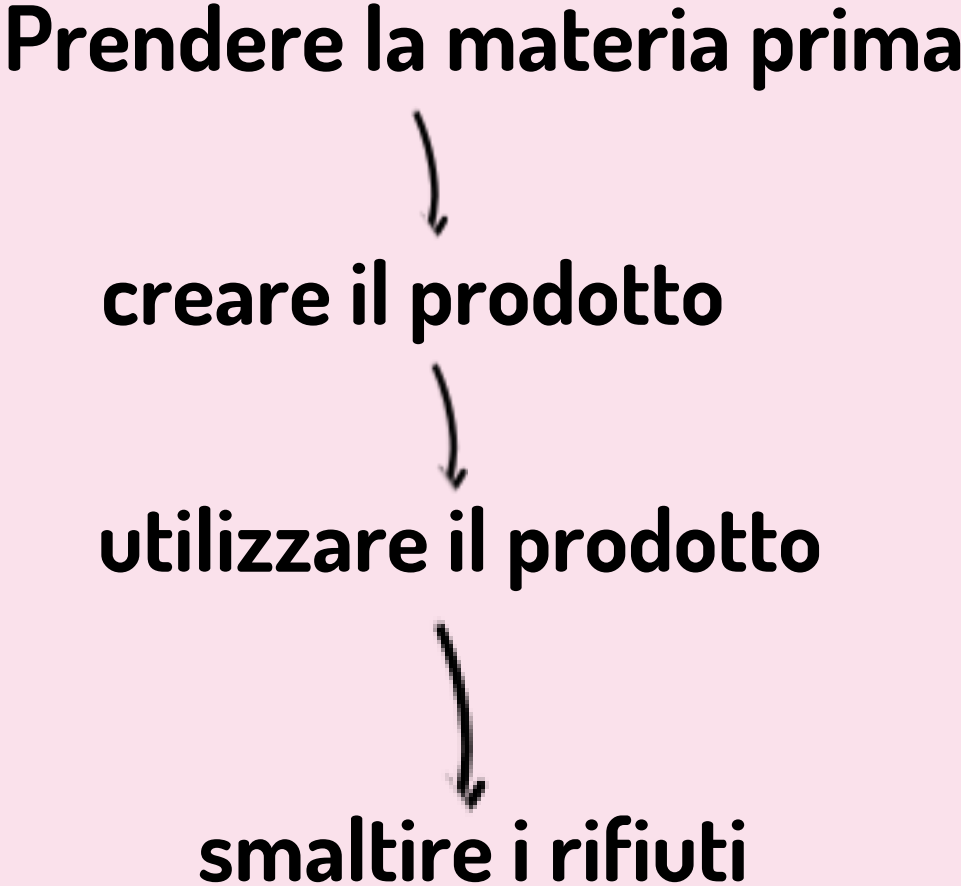 Prendere la materia prima
creare il prodotto
utilizzare il prodotto
smaltire i rifiuti